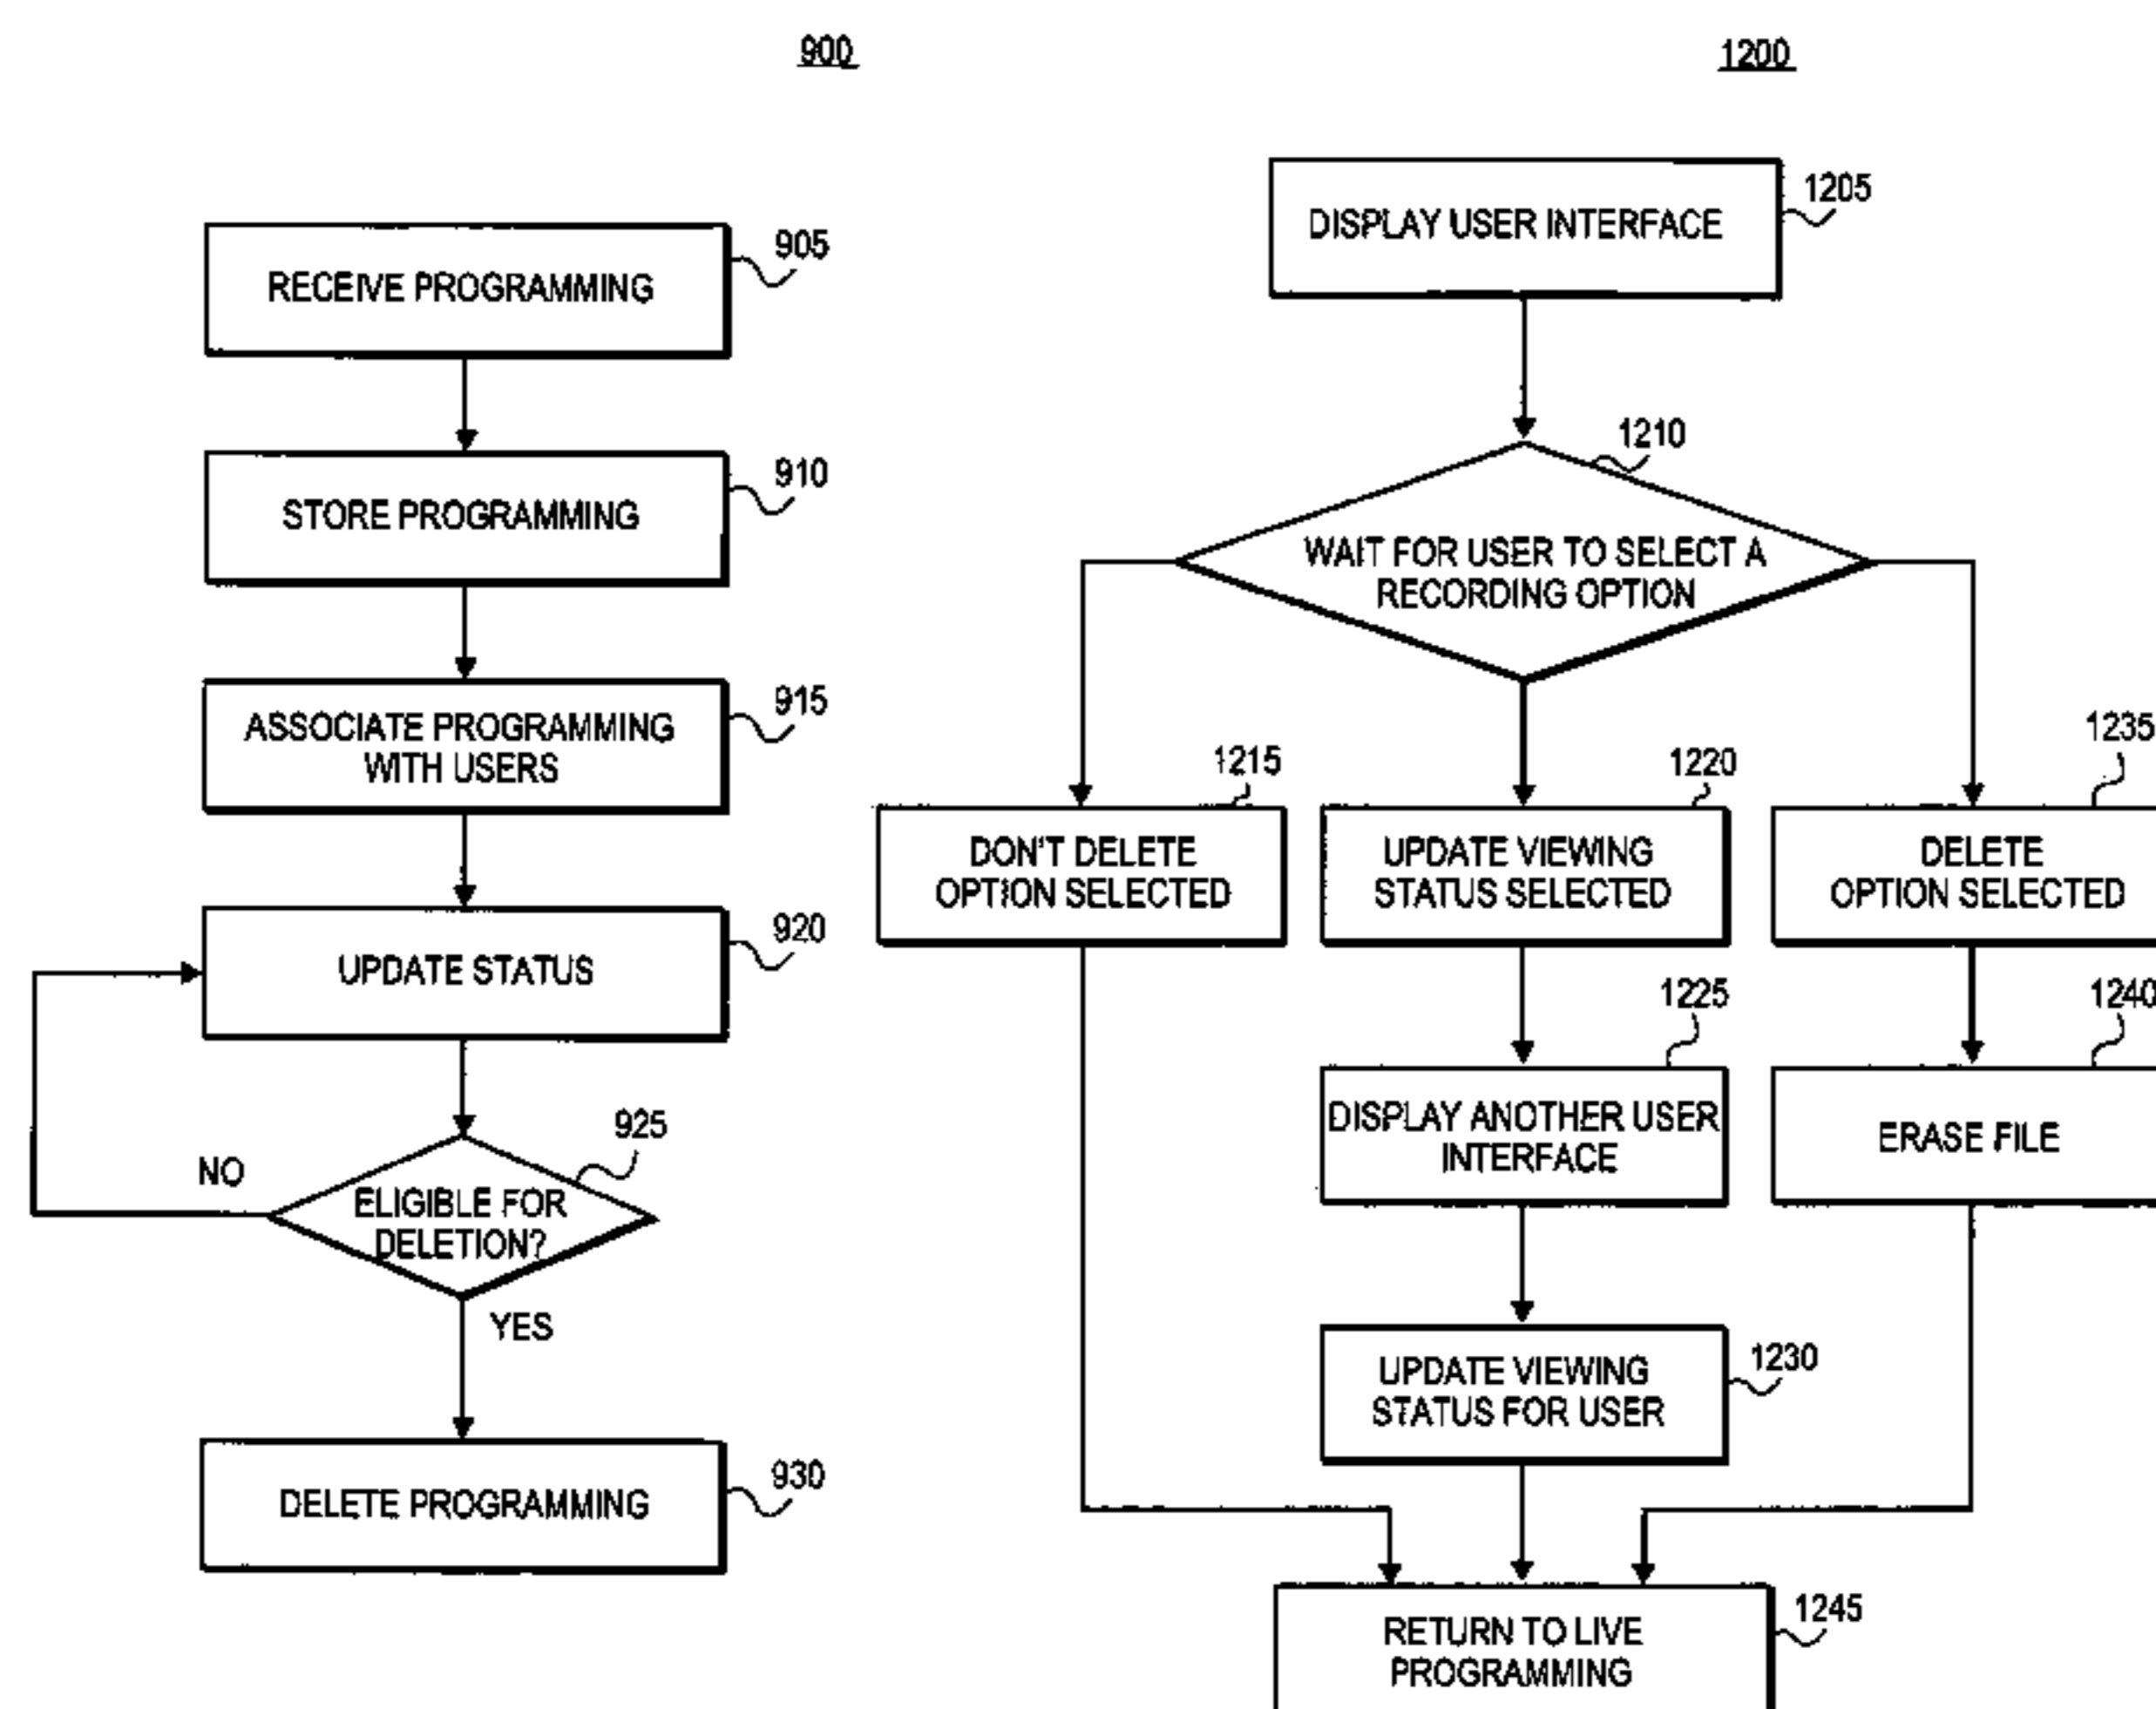 900
RECEIVE PROGRAMMING
905
STORE PROGRAMMING
910
ASSOCIATE PROGRAMMING
WITH USERS
915
UPDATE STATUS
920
ELIGIBLE FOR
DELETION?
925
NO
YES
DELETE PROGRAMMING
930
1200
DISPLAY USER INTERFACE
1205
1210
WAIT FOR USER TO SELECT A
RECORDING OPTION
1215
DON'T DELETE
OPTION SELECTED
1220
UPDATE VIEWING
STATUS SELECTED
1235
DELETE
OPTION SELECTED
1225
DISPLAY ANOTHER USER
INTERFACE
1240
ERASE FILE
UPDATE VIEWING
STATUS FOR USER
1230
RETURN TO LIVE
PROGRAMMING
1245